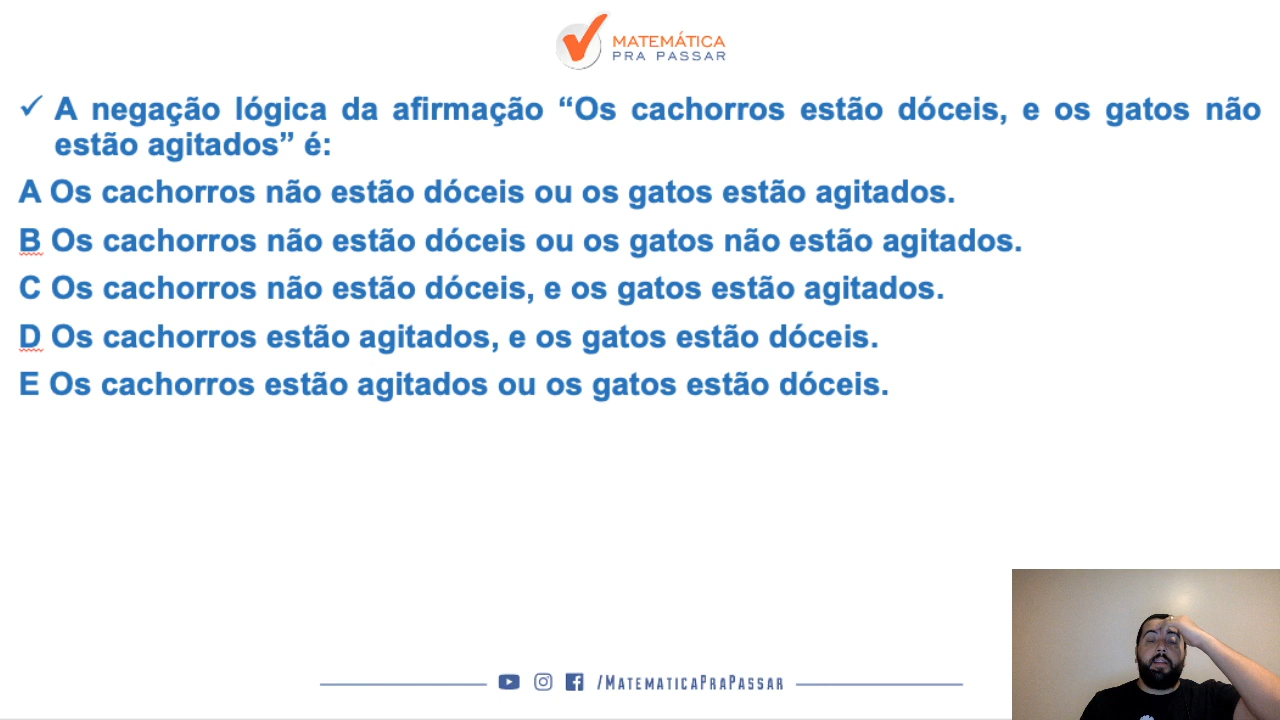 MATEMÁTICA
PRA PASSAR
✓ A negação lógica da afirmação “Os cachorros estão dóceis, e os gatos não
estão agitados” é:
A Os cachorros não estão dóceis ou os gatos estão agitados.
B Os cachorros não estão dóceis ou os gatos não estão agitados.
C Os cachorros não estão dóceis, e os gatos estão agitados.
D Os cachorros estão agitados, e os gatos estão dóceis.
E Os cachorros estão agitados ou os gatos estão dóceis.
/MATEMATICAPRAPASSAR